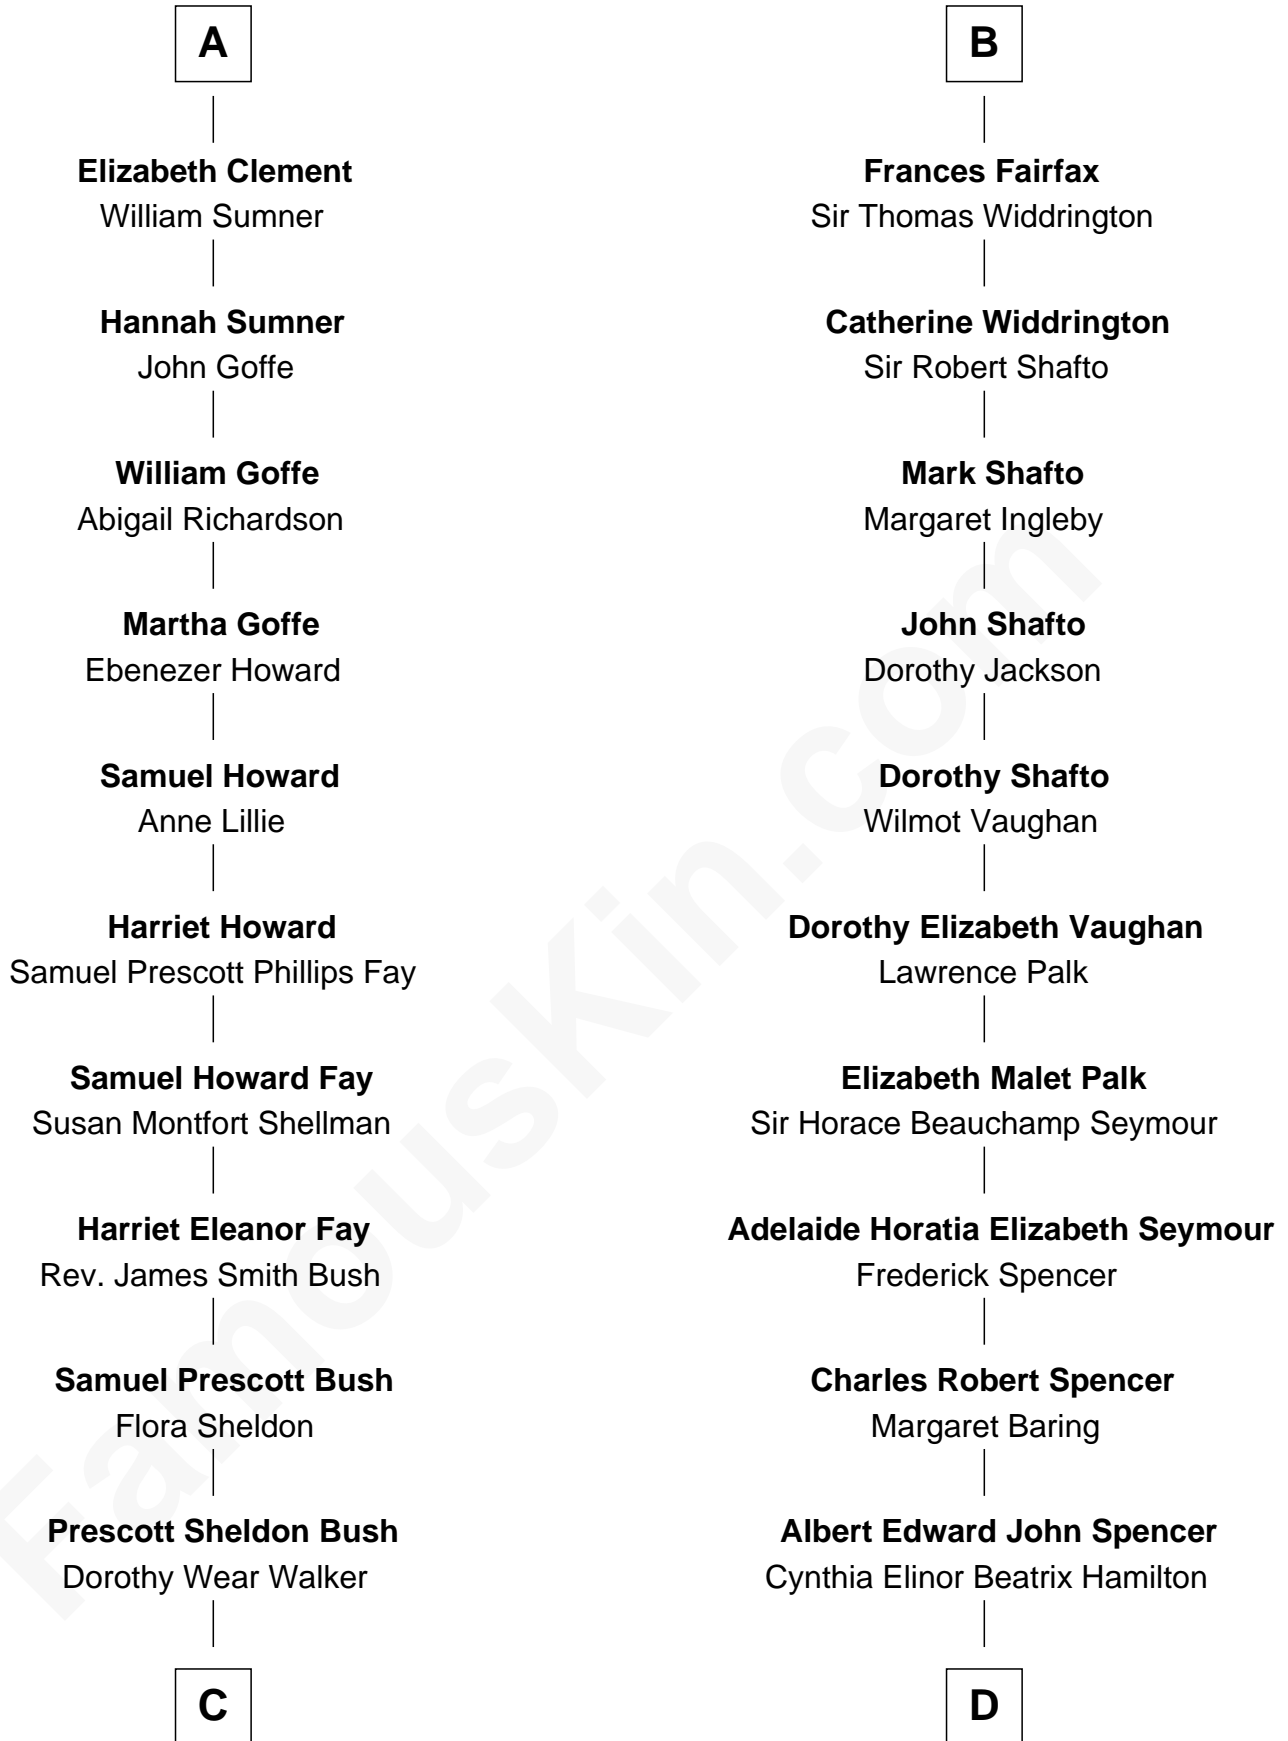 A
Elizabeth Clement
William Sumner
Hannah Sumner
John Goffe
William Goffe
Abigail Richardson
Martha Goffe
Ebenezer Howard
Samuel Howard
Anne Lillie
Harriet Howard
Samuel Prescott Phillips Fay
Samuel Howard Fay
Susan Montfort Shellman
Harriet Eleanor Fay
Rev. James Smith Bush
Samuel Prescott Bush
Flora Sheldon
Prescott Sheldon Bush
Dorothy Wear Walker
C
B
Frances Fairfax
Sir Thomas Widdrington
Catherine Widdrington
Sir Robert Shafto
Mark Shafto
Margaret Ingleby
John Shafto
Dorothy Jackson
Dorothy Shafto
Wilmot Vaughan
Dorothy Elizabeth Vaughan
Lawrence Palk
Elizabeth Malet Palk
Sir Horace Beauchamp Seymour
Adelaide Horatia Elizabeth Seymour
Frederick Spencer
Charles Robert Spencer
Margaret Baring
Albert Edward John Spencer
Cynthia Elinor Beatrix Hamilton
D
FamousKin.com